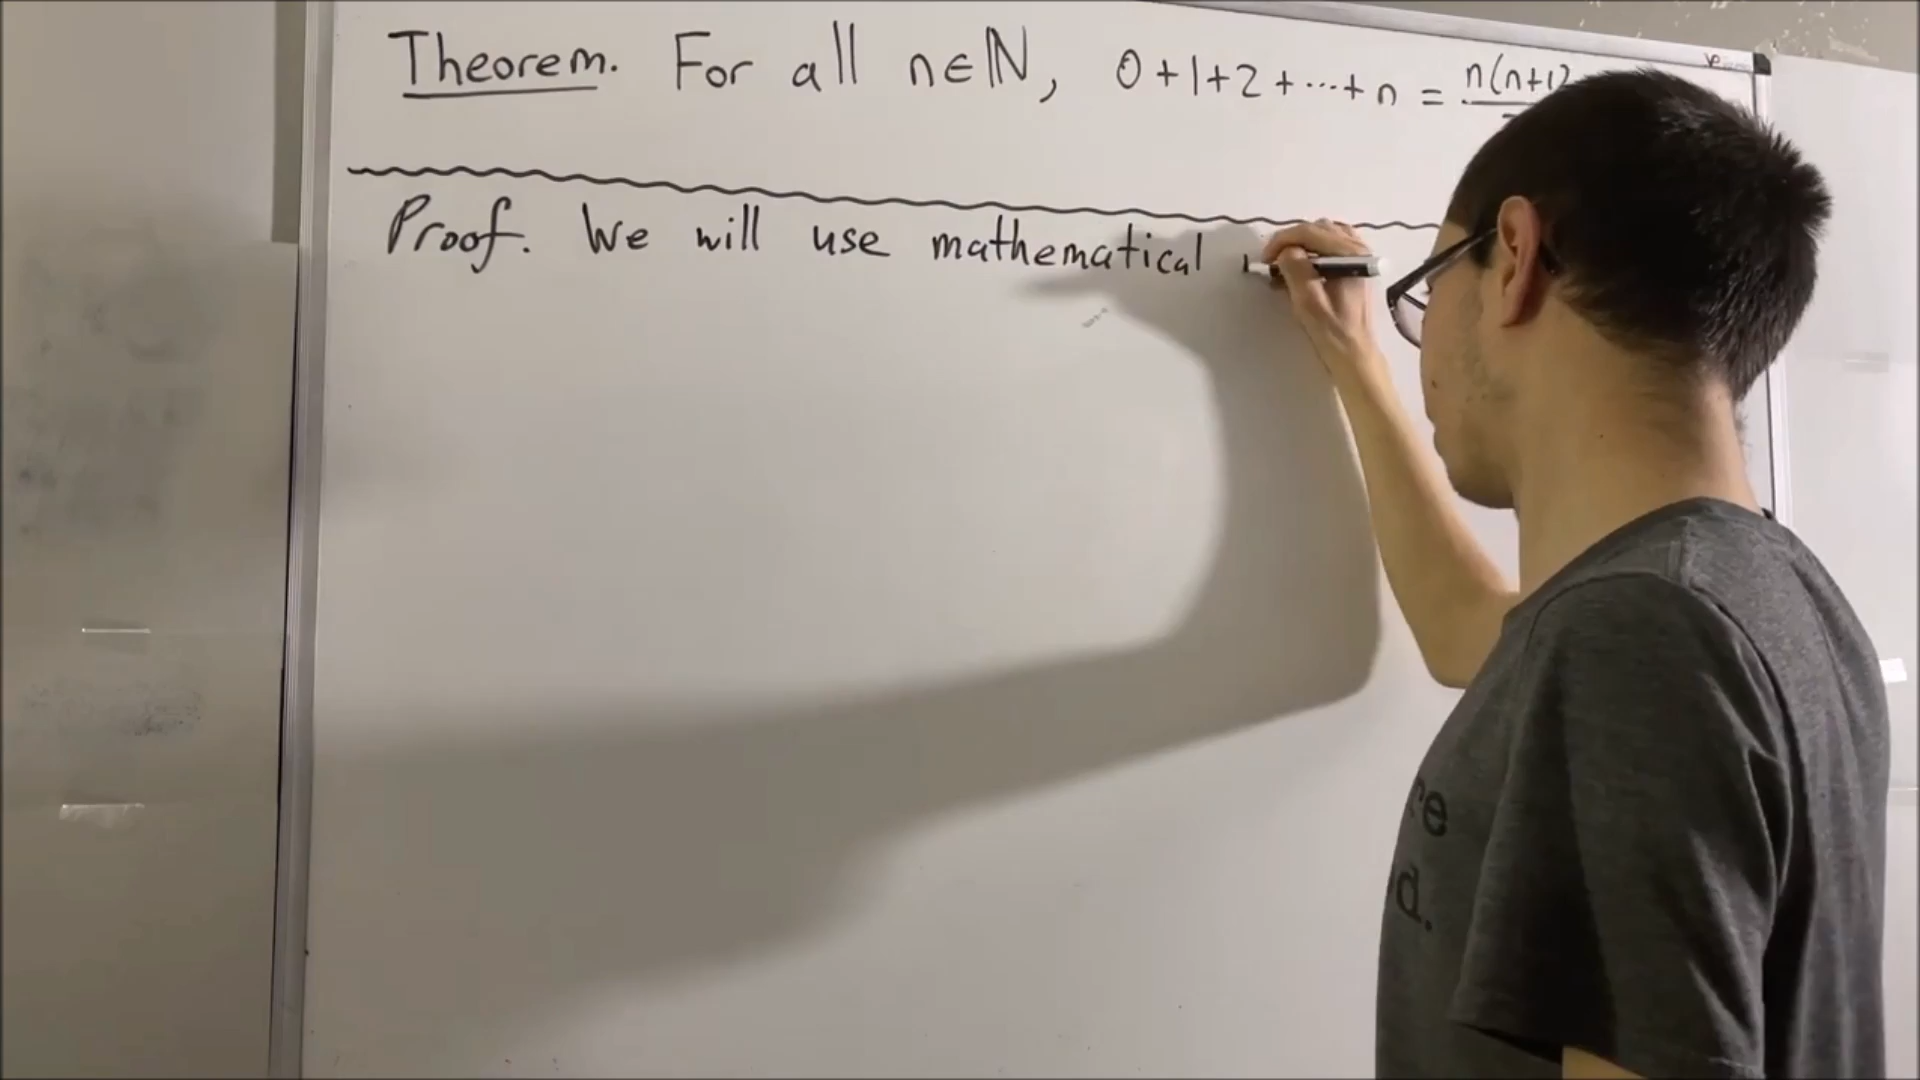 Theorem. For all n∈ℕ, 0+1+2+···+n = n(n+1)
Proof. We will use mathematical